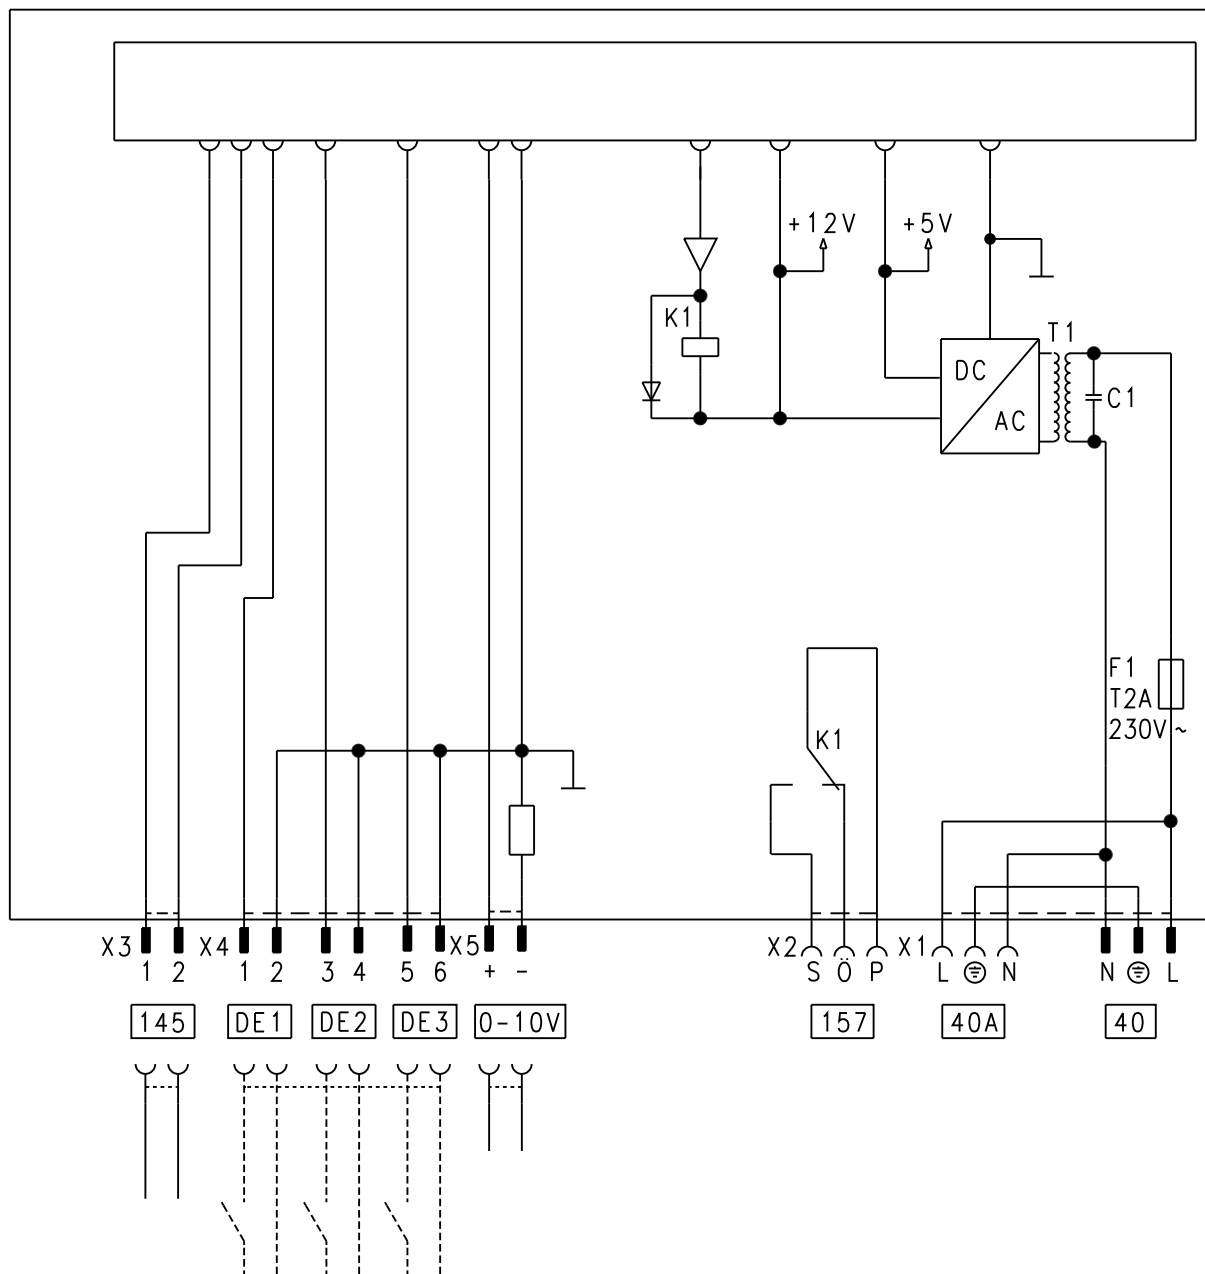 +12V
+5V
K1
T1
DC
AC
C1
F1
T2A
230V~
K1
X3 X4 X5 X2 X1
1 2 1 2 3 4 5 6 + - S Ö P L N N L
145 DE1 DE2 DE3 0-10V 157 40A 40